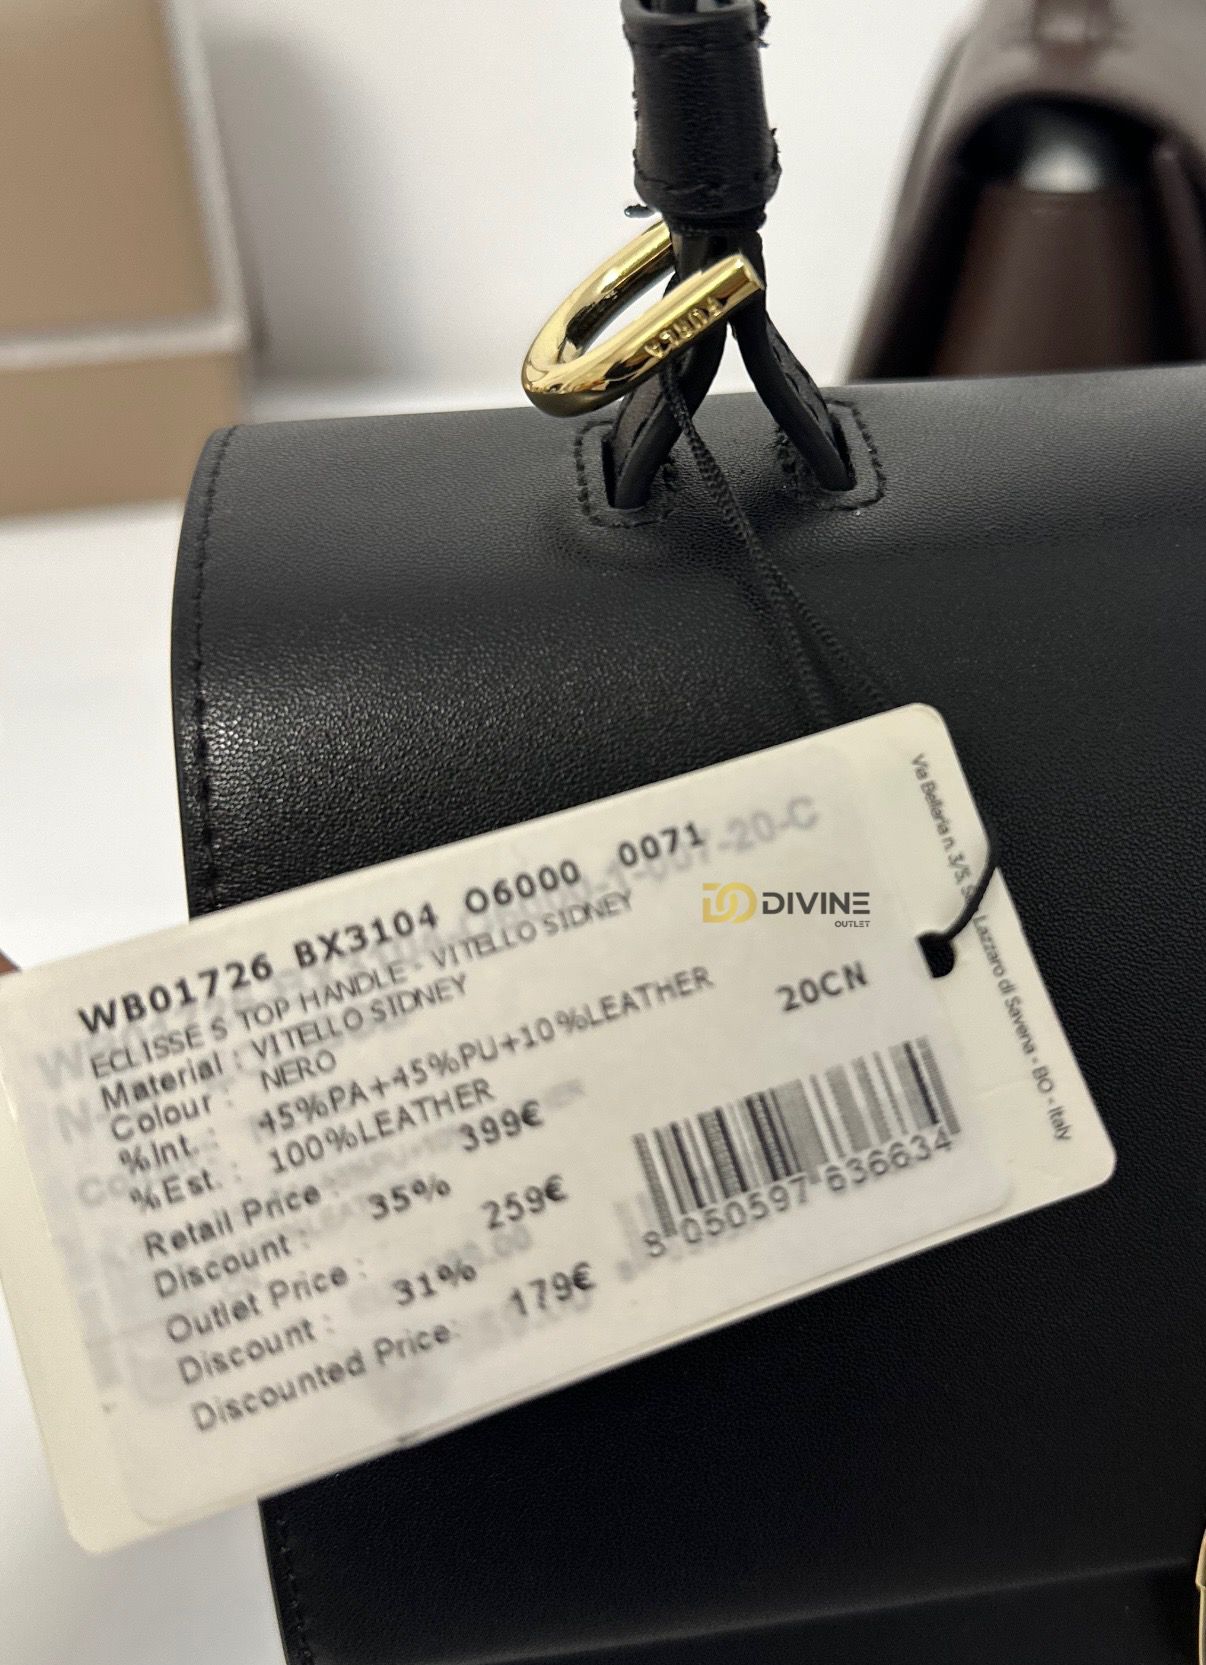 FURLA
WB01726 BX3104 O6000 0071
ECLISSE S TOP HANDLE - VITELLO SIDNEY
Material : VITELLO SIDNEY
Colour : NERO
20CN
%Int. : 45%PA+45%PU+10%LEATHER
%Est. : 100%LEATHER
Retail Price : 399€
Discount : 35%
Outlet Price : 259€
Discount : 31%
Discounted Price: 179€
8 050597 636634
Via Bellaria n.3/5, Lazzaro di Savena - BO - Italy
DIVINE
OUTLET